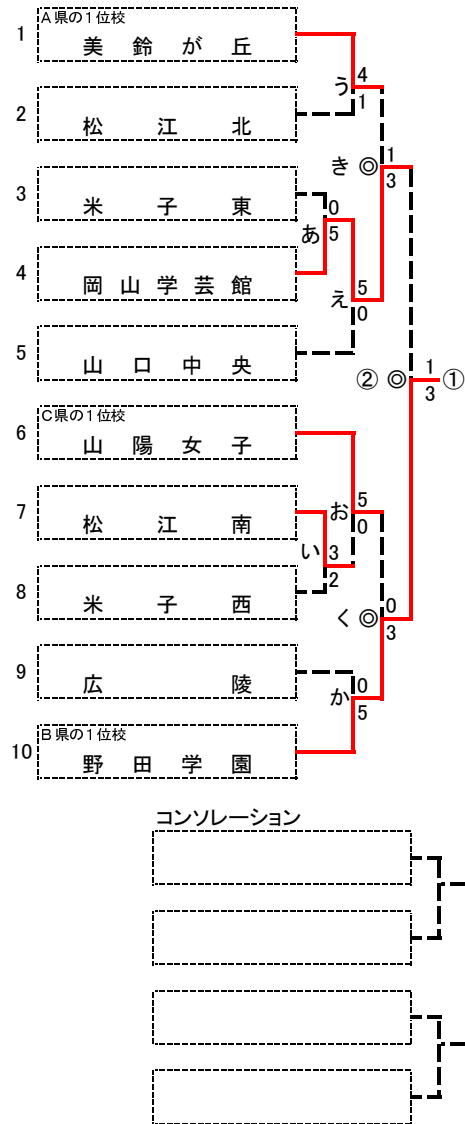 A県の1位校
1 美鈴が丘
4
う
1
2 松江北
1
き ◎
3
3 米子東
0
あ
5
4 岡山学芸館
5
え
0
5 山口中央
1
② ◎ ①
3
C県の1位校
6 山陽女子
5
お
0
7 松江南
3
い
2
8 米子西
0
く ◎
3
9 広陵
0
か
5
B県の1位校
10 野田学園
コンソレーション